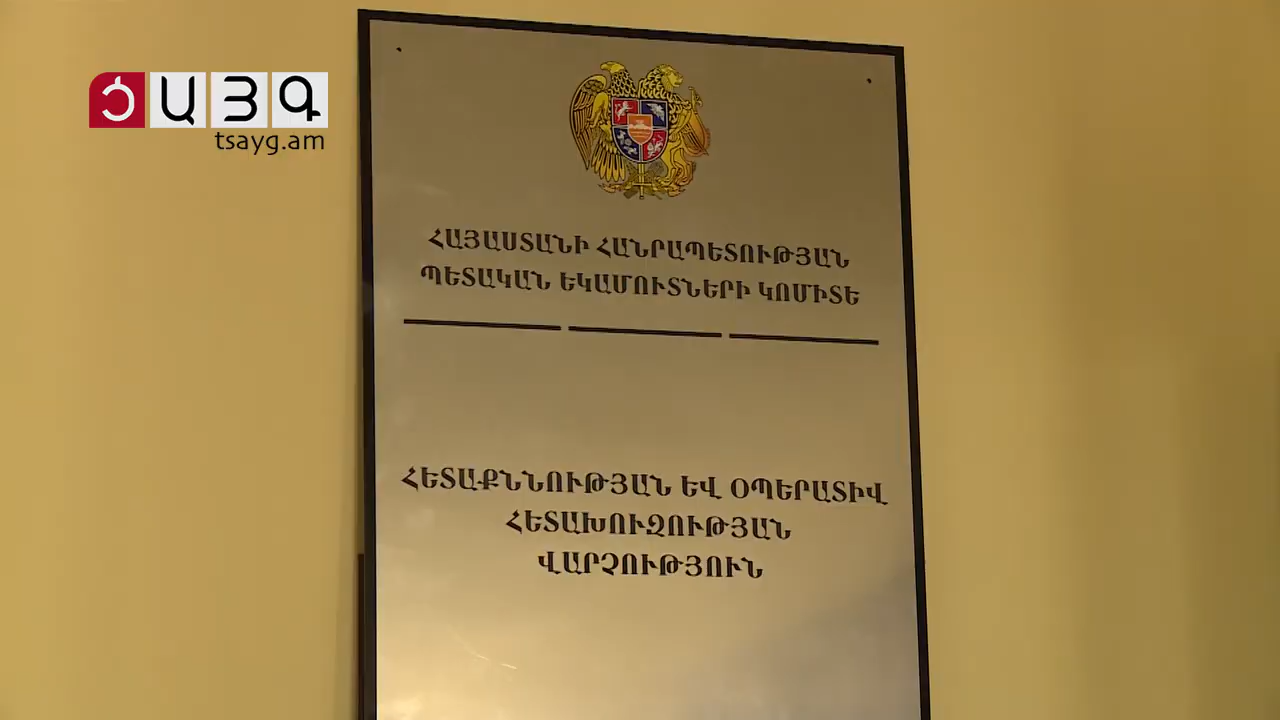 ԾԱՅԳ
tsayg.am
ՀԱՅԱՍՏԱՆԻ ՀԱՆՐԱՊԵՏՈՒԹՅԱՆ
ՊԵՏԱԿԱՆ ԵԿԱՄՈՒՏՆԵՐԻ ԿՈՄԻՏԵ
ՀԵՏԱՔՆՆՈՒԹՅԱՆ ԵՎ ՕՊԵՐԱՏԻՎ
ՀԵՏԱԽՈՒԶՈՒԹՅԱՆ
ՎԱՐՉՈՒԹՅՈՒՆ